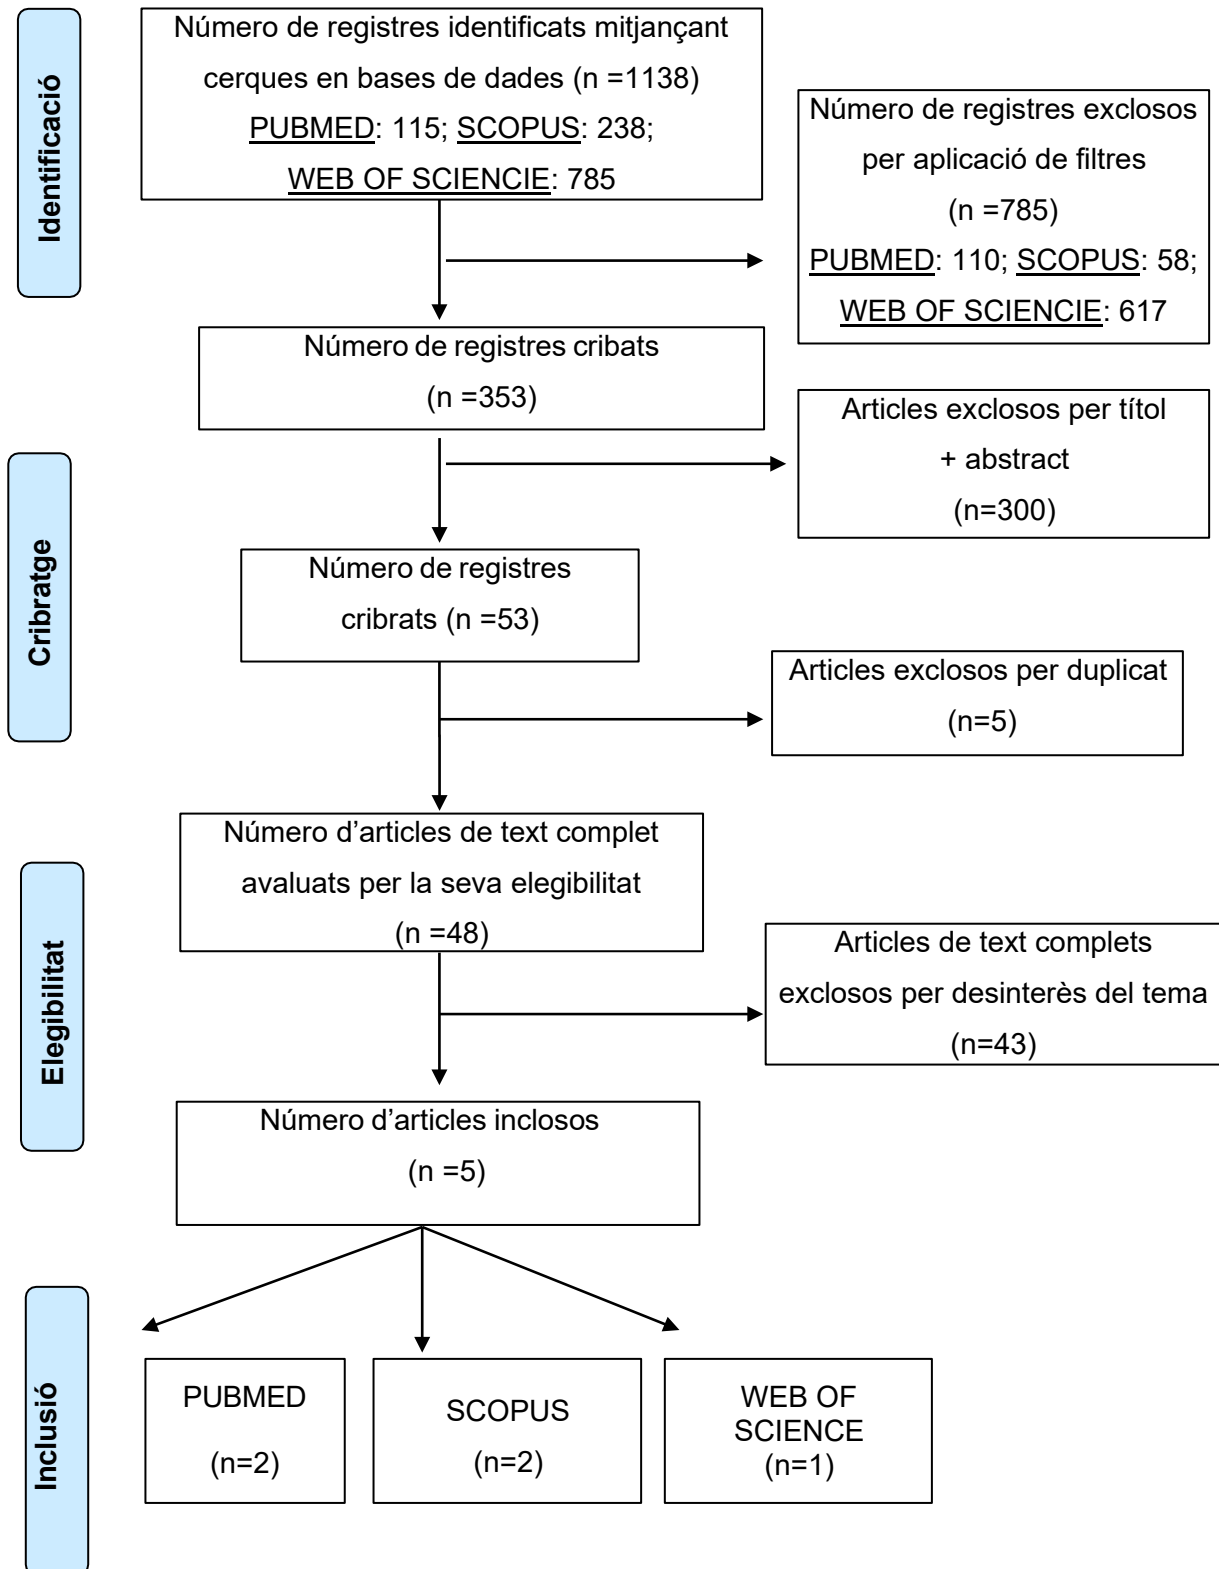 Identificació
Número de registres identificats mitjançant
cerques en bases de dades (n =1138)
PUBMED: 115; SCOPUS: 238;
WEB OF SCIENCIE: 785
Número de registres exclosos
per aplicació de filtres
(n =785)
PUBMED: 110; SCOPUS: 58;
WEB OF SCIENCIE: 617
Número de registres cribats
(n =353)
Articles exclosos per títol
+ abstract
(n=300)
Cribratge
Número de registres
cribrats (n =53)
Articles exclosos per duplicat
(n=5)
Número d’articles de text complet
avaluats per la seva elegibilitat
(n =48)
Elegibilitat
Articles de text complets
exclosos per desinterès del tema
(n=43)
Número d’articles inclosos
(n =5)
Inclusió
PUBMED
(n=2)
SCOPUS
(n=2)
WEB OF
SCIENCE
(n=1)